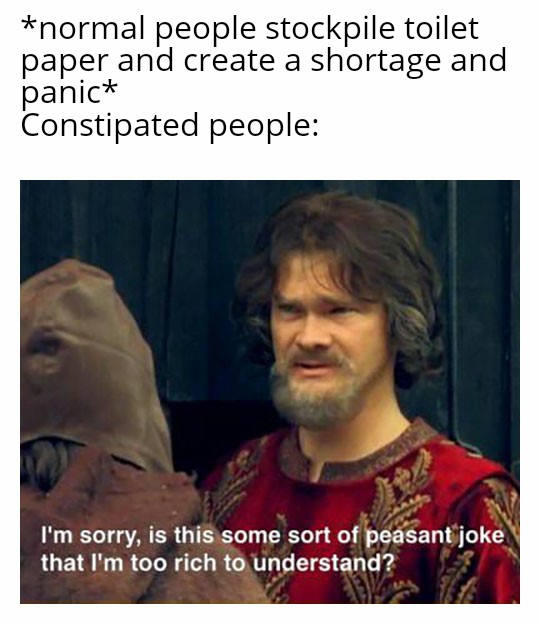 *normal people stockpile toilet
paper and create a shortage and
panic*
Constipated people:
I'm sorry, is this some sort of peasant joke
that I'm too rich to understand?